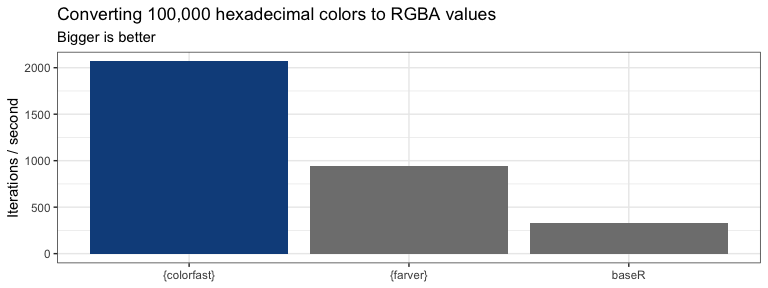 Converting 100,000 hexadecimal colors to RGBA values
Bigger is better
Iterations / second
2000
1500
1000
500
0
{colorfast}
{farver}
baseR